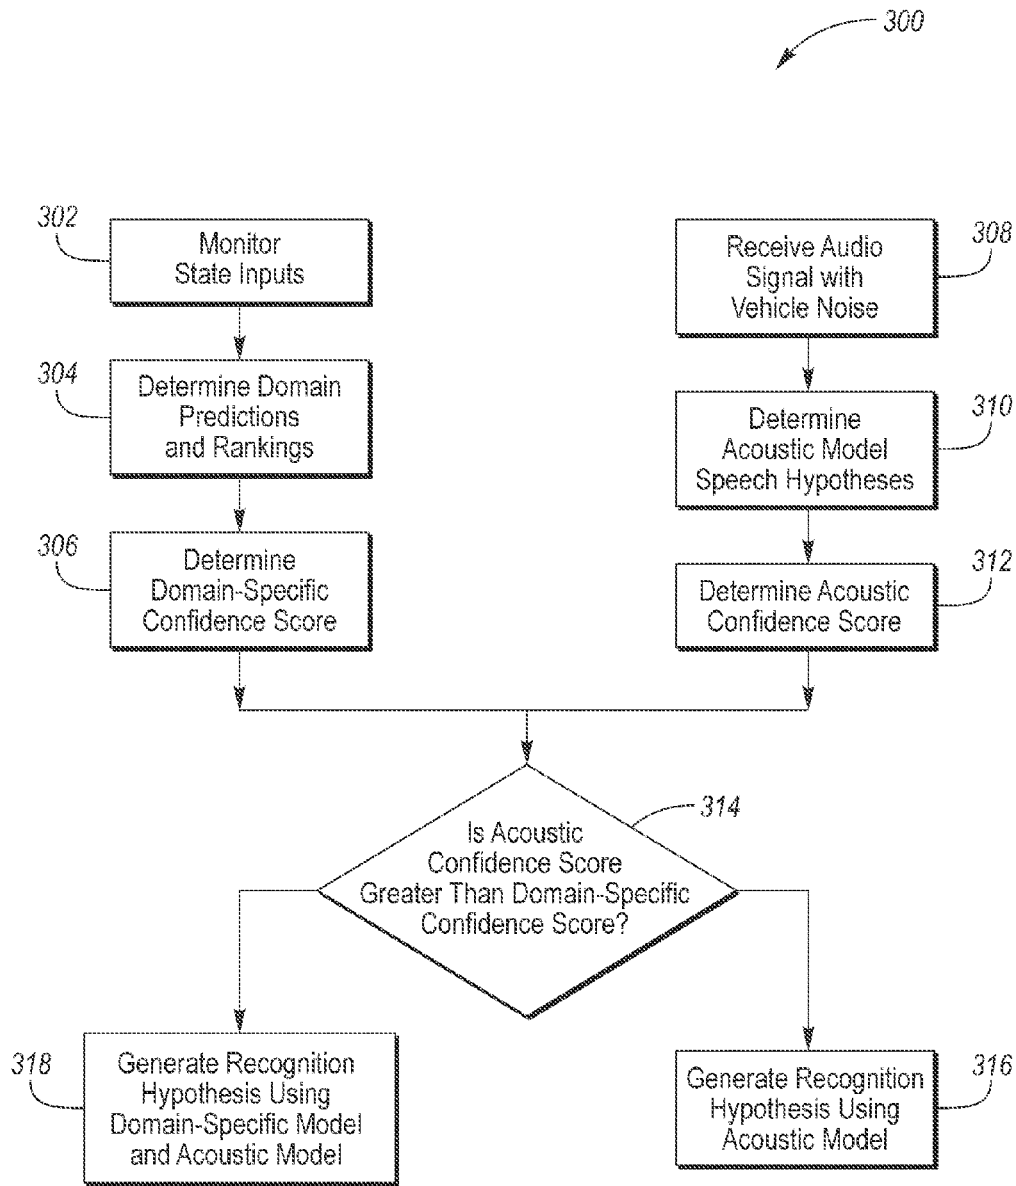 300
302
Monitor
State Inputs
304
Determine Domain
Predictions
and Rankings
306
Determine
Domain-Specific
Confidence Score
308
Receive Audio
Signal with
Vehicle Noise
310
Determine
Acoustic Model
Speech Hypotheses
312
Determine Acoustic
Confidence Score
314
Is Acoustic
Confidence Score
Greater Than Domain-Specific
Confidence Score?
318
Generate Recognition
Hypothesis Using
Domain-Specific Model
and Acoustic Model
316
Generate Recognition
Hypothesis Using
Acoustic Model